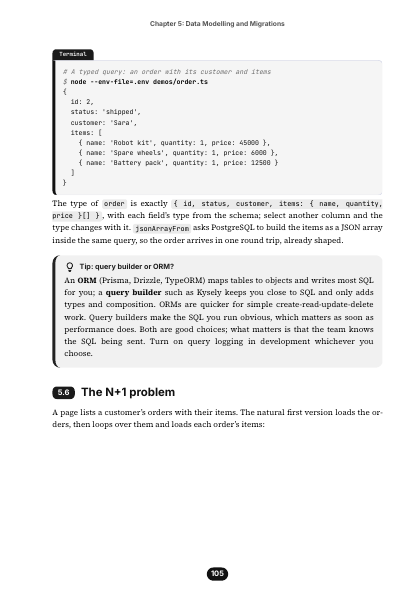 Chapter 5: Data Modelling and Migrations
Terminal
# A typed query: an order with its customer and items
$ node --env-file=.env demos/order.ts
{
  id: 2,
  status: 'shipped',
  customer: 'Sara',
  items: [
    { name: 'Robot kit', quantity: 1, price: 45000 },
    { name: 'Spare wheels', quantity: 1, price: 6000 },
    { name: 'Battery pack', quantity: 1, price: 12500 }
  ]
}
The type of order is exactly { id, status, customer, items: { name, quantity,
price }[] }, with each field's type from the schema; select another column and the
type changes with it. jsonArrayFrom asks PostgreSQL to build the items as a JSON array
inside the same query, so the order arrives in one round trip, already shaped.
Tip: query builder or ORM?
An ORM (Prisma, Drizzle, TypeORM) maps tables to objects and writes most SQL
for you; a query builder such as Kysely keeps you close to SQL and only adds
types and composition. ORMs are quicker for simple create-read-update-delete
work. Query builders make the SQL you run obvious, which matters as soon as
performance does. Both are good choices; what matters is that the team knows
the SQL being sent. Turn on query logging in development whichever you
choose.
5.6 The N+1 problem
A page lists a customer's orders with their items. The natural first version loads the or-
ders, then loops over them and loads each order's items:
105